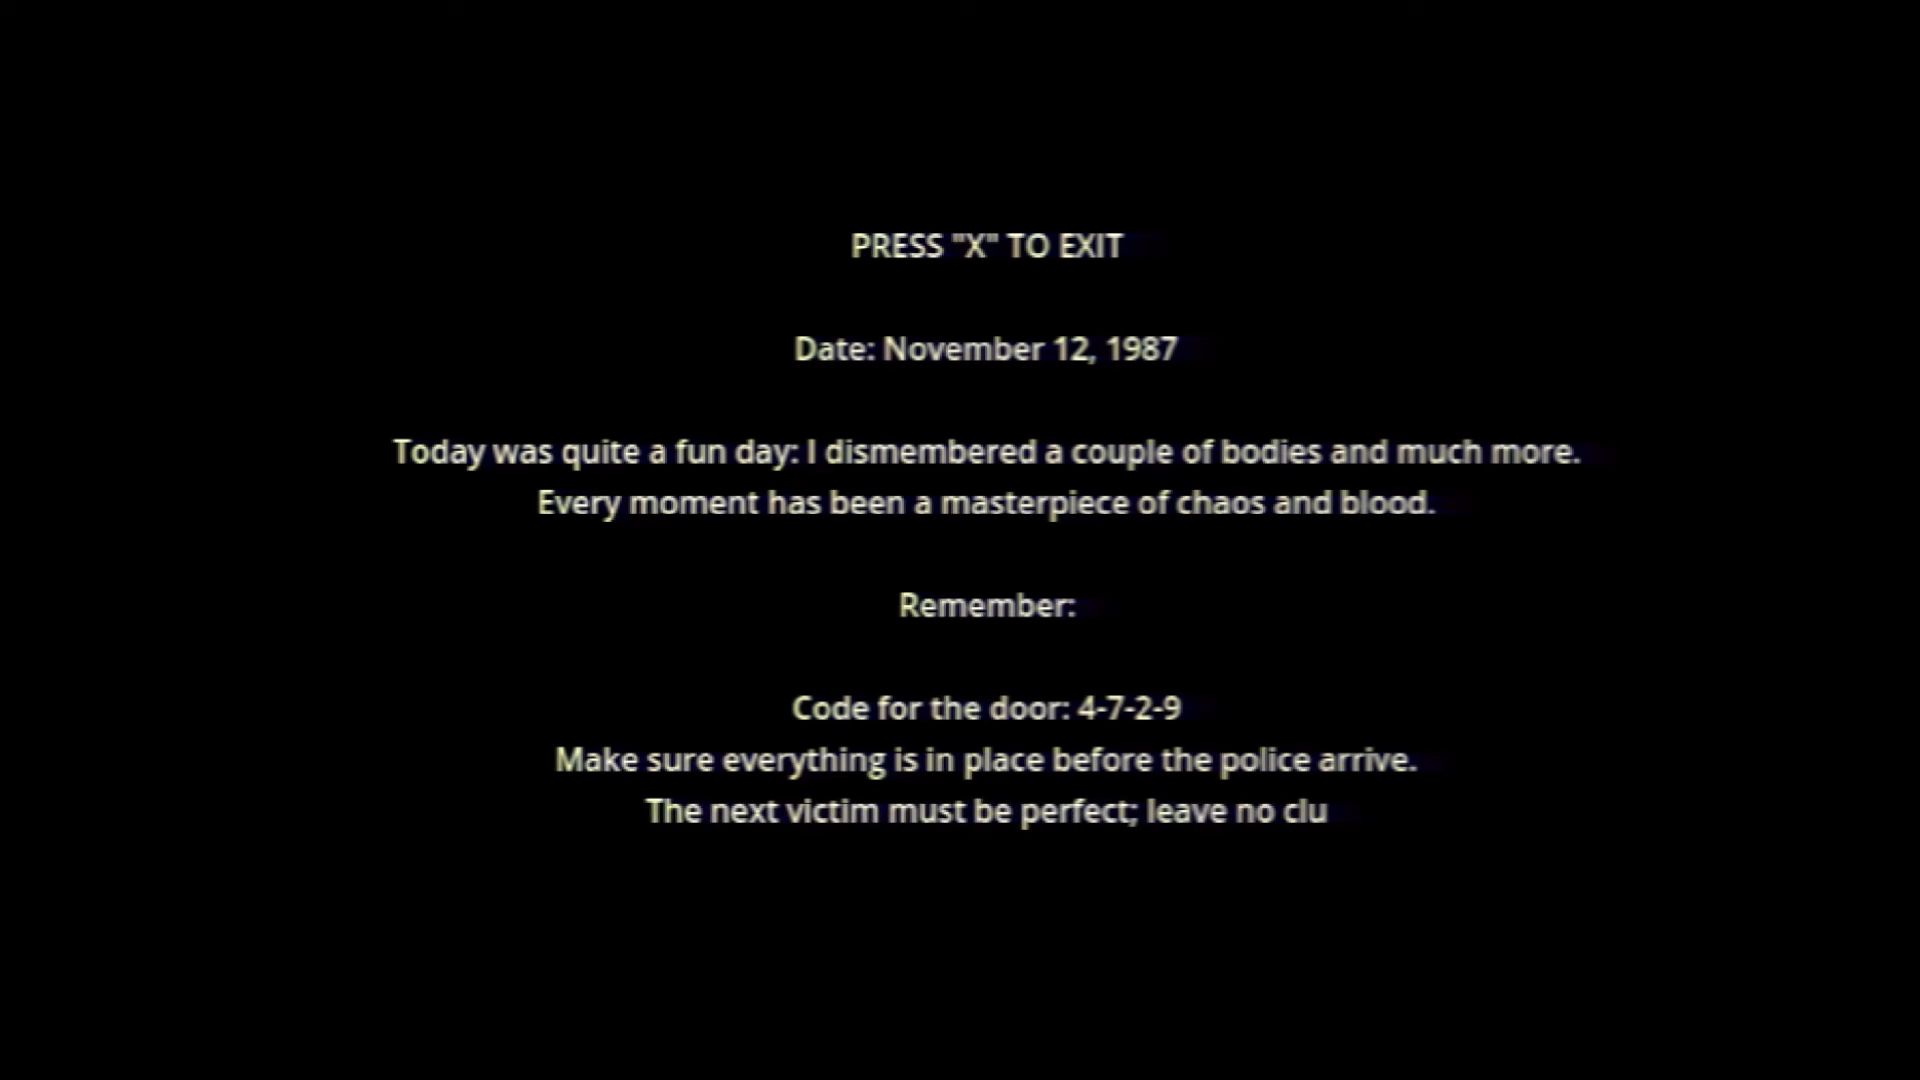 PRESS "X" TO EXIT
Date: November 12, 1987
Today was quite a fun day: I dismembered a couple of bodies and much more.
Every moment has been a masterpiece of chaos and blood.
Remember:
Code for the door: 4-7-2-9
Make sure everything is in place before the police arrive.
The next victim must be perfect; leave no clu